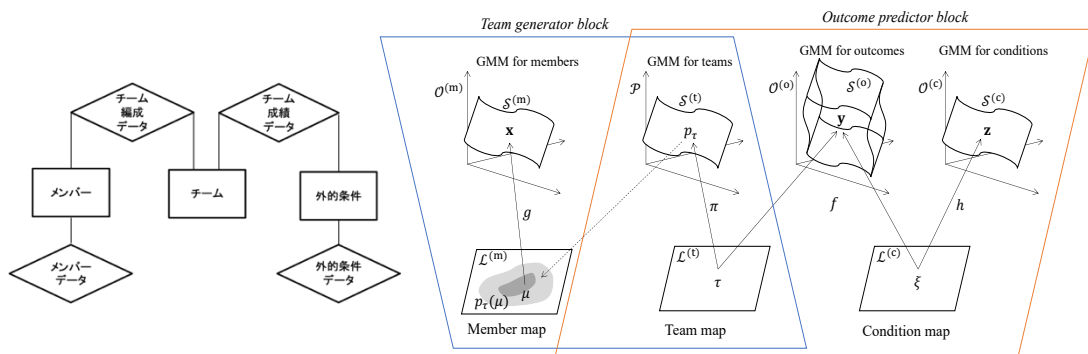 チーム
編成
データ
チーム
成績
データ
メンバー
チーム
外的条件
メンバー
データ
外的条件
データ
Team generator block
Outcome predictor block
GMM for members
GMM for teams
GMM for outcomes
GMM for conditions
𝒪⁽ᵐ⁾
𝒮⁽ᵐ⁾
x
𝒫
𝒮⁽ᵗ⁾
p_τ
𝒪⁽ᵒ⁾
𝒮⁽ᵒ⁾
y
𝒪⁽ᶜ⁾
𝒮⁽ᶜ⁾
z
g
π
f
h
ℒ⁽ᵐ⁾
μ
p_τ(μ)
ℒ⁽ᵗ⁾
τ
ℒ⁽ᶜ⁾
ξ
Member map
Team map
Condition map